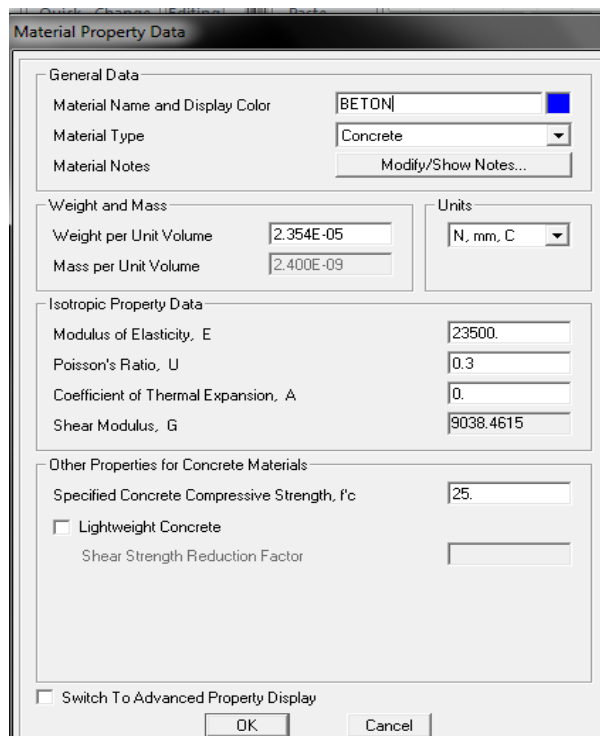 Quick Change Editing Paste
Material Property Data
General Data
Material Name and Display Color BETON
Material Type Concrete
Material Notes Modify/Show Notes...
Weight and Mass Units
Weight per Unit Volume 2.354E-05 N, mm, C
Mass per Unit Volume 2.400E-09
Isotropic Property Data
Modulus of Elasticity, E 23500.
Poisson's Ratio, U 0.3
Coefficient of Thermal Expansion, A 0.
Shear Modulus, G 9038.4615
Other Properties for Concrete Materials
Specified Concrete Compressive Strength, f'c 25.
Lightweight Concrete
Shear Strength Reduction Factor
Switch To Advanced Property Display
OK Cancel